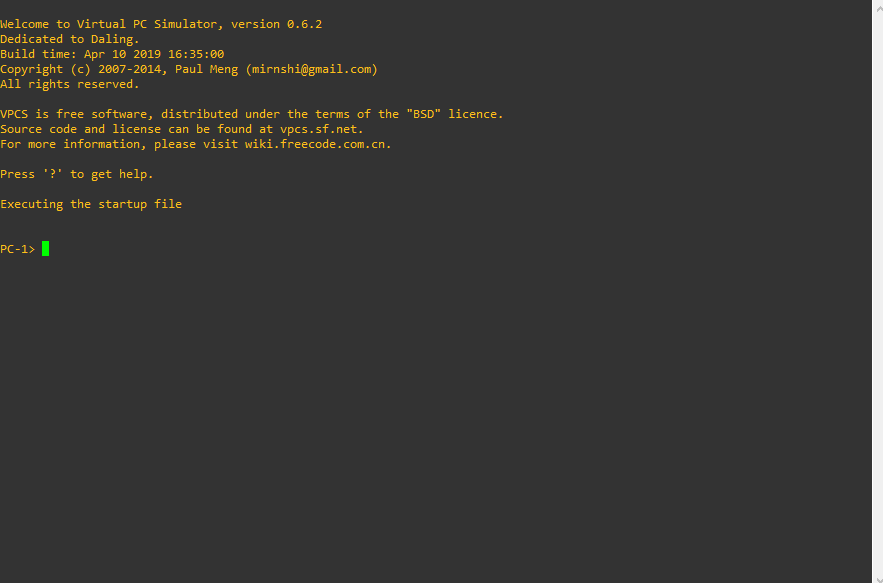 Welcome to Virtual PC Simulator, version 0.6.2
Dedicated to Daling.
Build time: Apr 10 2019 16:35:00
Copyright (c) 2007-2014, Paul Meng (mirnshi@gmail.com)
All rights reserved.
VPCS is free software, distributed under the terms of the "BSD" licence.
Source code and license can be found at vpcs.sf.net.
For more information, please visit wiki.freecode.com.cn.
Press '?' to get help.
Executing the startup file
PC-1>